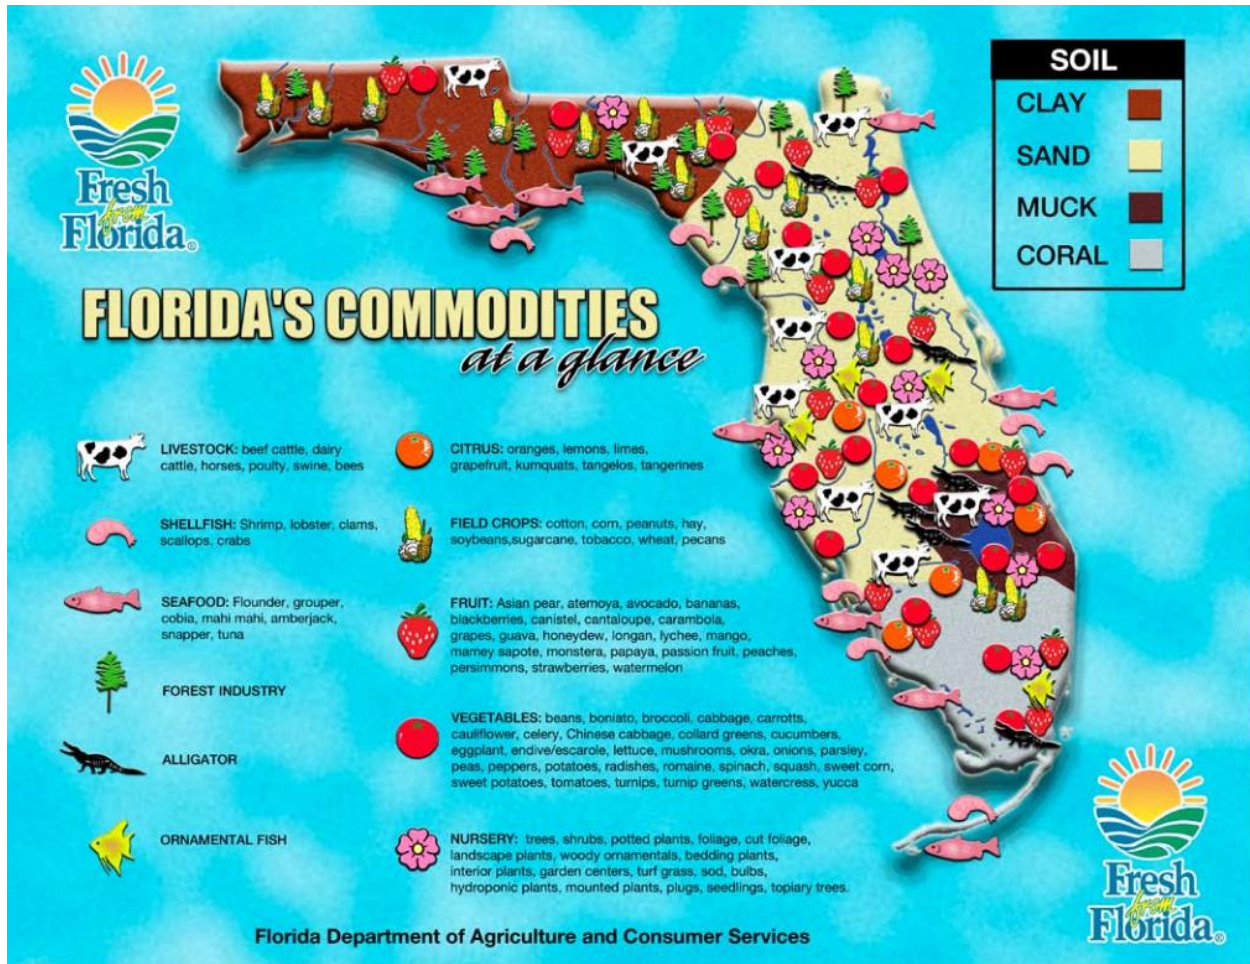 Fresh
from
Florida®
SOIL
CLAY
SAND
MUCK
CORAL
FLORIDA'S COMMODITIES
at a glance
LIVESTOCK: beef cattle, dairy
cattle, horses, poulty, swine, bees
SHELLFISH: Shrimp, lobster, clams,
scallops, crabs
SEAFOOD: Flounder, grouper,
cobia, mahi mahi, amberjack,
snapper, tuna
FOREST INDUSTRY
ALLIGATOR
ORNAMENTAL FISH
CITRUS: oranges, lemons, limes,
grapefruit, kumquats, tangelos, tangerines
FIELD CROPS: cotton, corn, peanuts, hay,
soybeans,sugarcane, tobacco, wheat, pecans
FRUIT: Asian pear, atemoya, avocado, bananas,
blackberries, canistel, cantaloupe, carambola,
grapes, guava, honeydew, longan, lychee, mango,
mamey sapote, monstera, papaya, passion fruit, peaches,
persimmons, strawberries, watermelon
VEGETABLES: beans, boniato, broccoli, cabbage, carrotts,
cauliflower, celery, Chinese cabbage, collard greens, cucumbers,
eggplant, endive/escarole, lettuce, mushrooms, okra, onions, parsley,
peas, peppers, potatoes, radishes, romaine, spinach, squash, sweet corn,
sweet potatoes, tomatoes, turnips, turnip greens, watercress, yucca
NURSERY: trees, shrubs, potted plants, foliage, cut foliage,
landscape plants, woody ornamentals, bedding plants,
interior plants, garden centers, turf grass, sod, bulbs,
hydroponic plants, mounted plants, plugs, seedlings, topiary trees.
Fresh
from
Florida®
Florida Department of Agriculture and Consumer Services